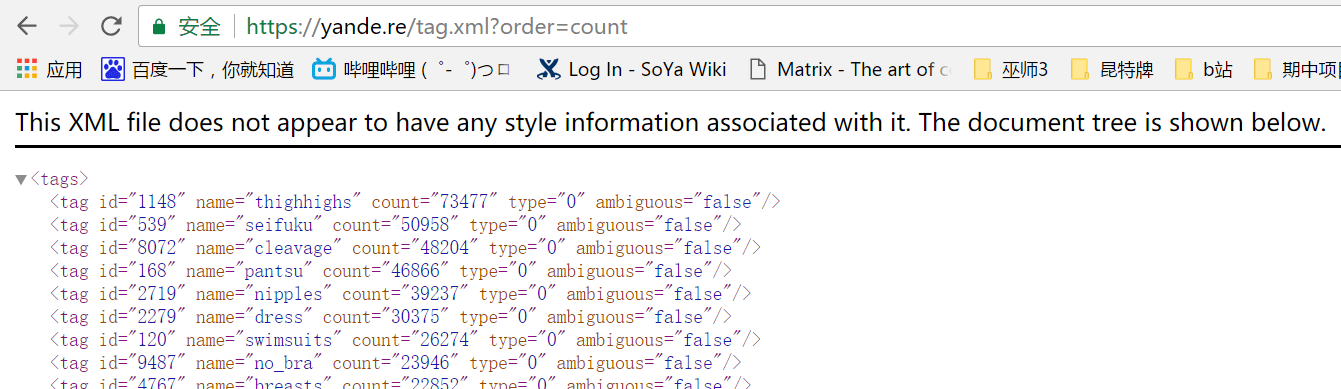 安全 https://yande.re/tag.xml?order=count
应用 百度一下，你就知道 哔哩哔哩 ( ゜- ゜)つロ Log In - SoYa Wiki Matrix - The art of c 巫师3 昆特牌 b站 期中项
This XML file does not appear to have any style information associated with it. The document tree is shown below.
▼<tags>
<tag id="1148" name="thighhighs" count="73477" type="0" ambiguous="false"/>
<tag id="539" name="seifuku" count="50958" type="0" ambiguous="false"/>
<tag id="8072" name="cleavage" count="48204" type="0" ambiguous="false"/>
<tag id="168" name="pantsu" count="46866" type="0" ambiguous="false"/>
<tag id="2719" name="nipples" count="39237" type="0" ambiguous="false"/>
<tag id="2279" name="dress" count="30375" type="0" ambiguous="false"/>
<tag id="120" name="swimsuits" count="26274" type="0" ambiguous="false"/>
<tag id="9487" name="no_bra" count="23946" type="0" ambiguous="false"/>
<tag id="4767" name="breasts" count="22852" type="0" ambiguous="false"/>